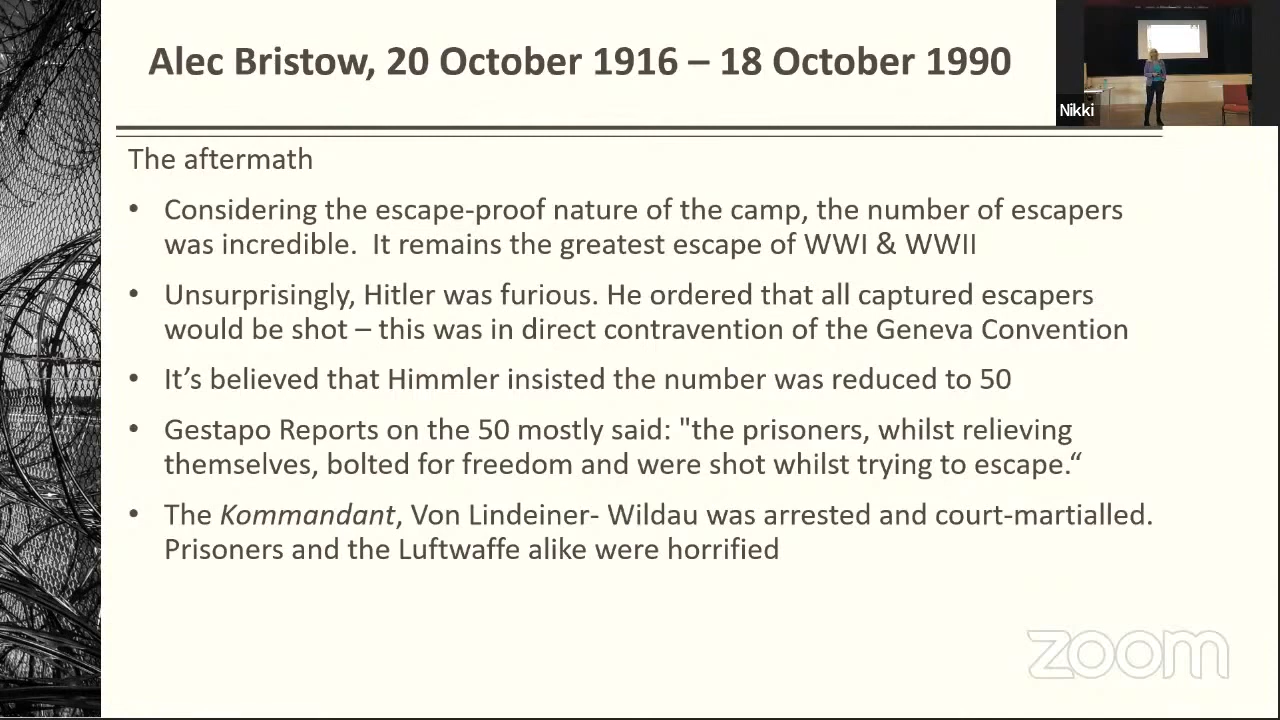 Alec Bristow, 20 October 1916 – 18 October 1990
Nikki
The aftermath
• Considering the escape-proof nature of the camp, the number of escapers
was incredible.  It remains the greatest escape of WWI & WWII
• Unsurprisingly, Hitler was furious. He ordered that all captured escapers
would be shot – this was in direct contravention of the Geneva Convention
• It’s believed that Himmler insisted the number was reduced to 50
• Gestapo Reports on the 50 mostly said: "the prisoners, whilst relieving
themselves, bolted for freedom and were shot whilst trying to escape.“
• The Kommandant, Von Lindeiner- Wildau was arrested and court-martialled.
Prisoners and the Luftwaffe alike were horrified
zoom